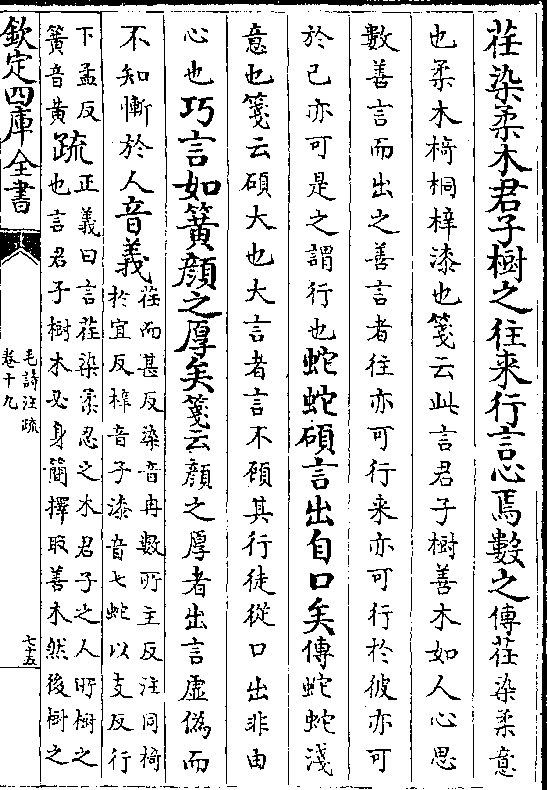 荏染柔木君子樹之往来行言心焉數之傳荏染柔意
也柔木椅桐梓漆也箋云此言君子樹善木如人心思
數善言而出之善言者往亦可行来亦可行於彼亦可
於己亦可是之謂行也蛇蛇碩言出自口矣傳蛇蛇淺
意也箋云碩大也大言者言不顧其行徒從口出非由
心也巧言如簧顔之厚矣箋云顔之厚者出言虛偽而
不知慚於人音義荏而甚反染音冉數所主反注同椅
於宜反梓音子漆音七蛇以支反行
下孟反
簧音黄疏正義曰言荏染柔忍之木君子之人所樹之
也言君子樹木必身簡擇取善木然後樹之
欽定四庫全書
毛詩注疏
卷十九
七十五